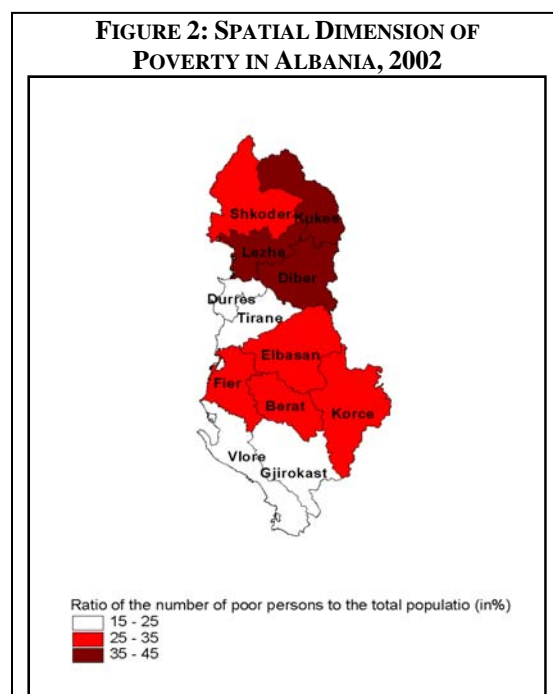 FIGURE 2: SPATIAL DIMENSION OF
POVERTY IN ALBANIA, 2002
Shkoder
Kukes
Lezhe
Diber
Durres
Tirane
Elbasan
Fier
Berat
Korce
Vlore
Gjirokast
Ratio of the number of poor persons to the total populatio (in%)
15 - 25
25 - 35
35 - 45